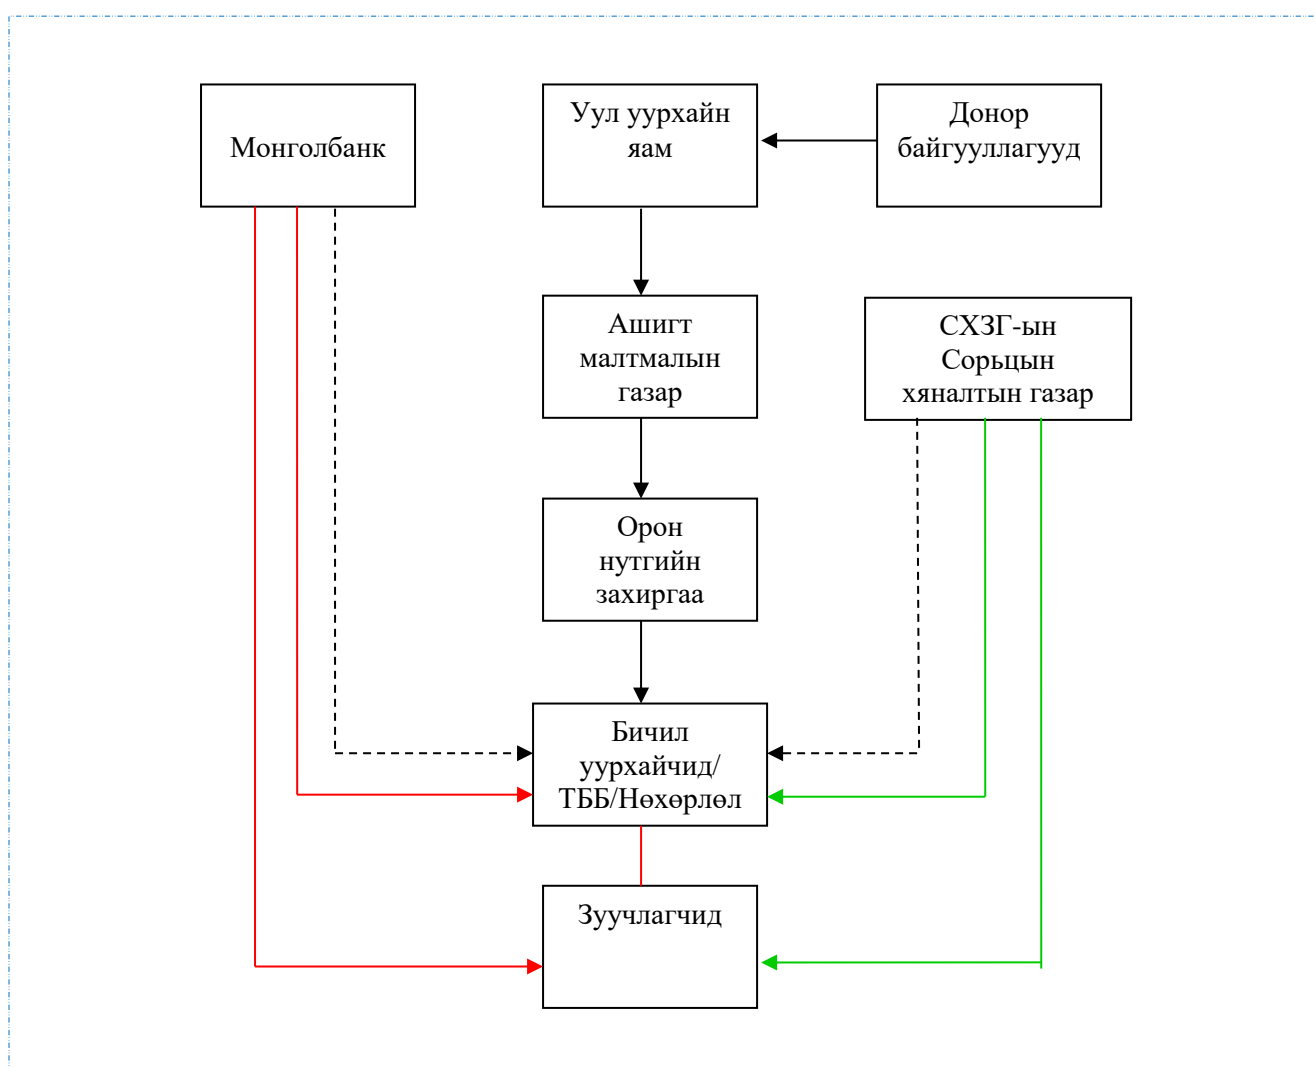 Монголбанк
Уул уурхайн
яам
Донор
байгууллагууд
Ашигт
малтмалын
газар
СХЗГ-ын
Сорьцын
хяналтын газар
Орон
нутгийн
захиргаа
Бичил
уурхайчид/
ТББ/Нөхөрлөл
Зуучлагчид